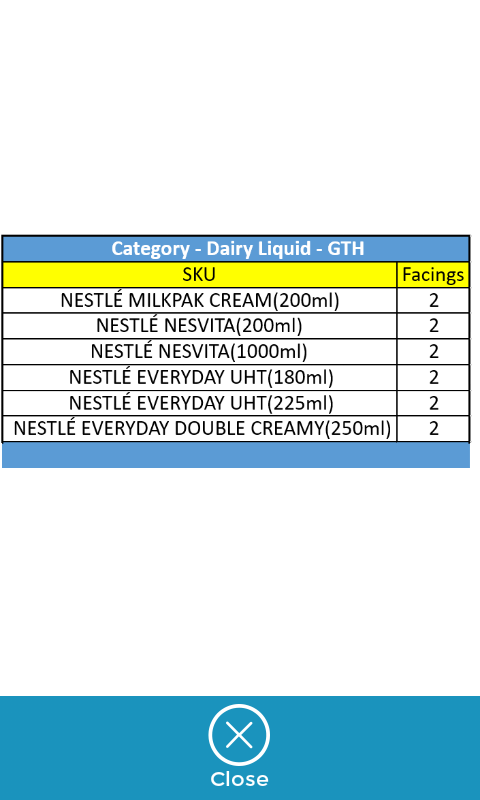 Category - Dairy Liquid - GTH
SKU Facings
NESTLÉ MILKPAK CREAM(200ml) 2
NESTLÉ NESVITA(200ml) 2
NESTLÉ NESVITA(1000ml) 2
NESTLÉ EVERYDAY UHT(180ml) 2
NESTLÉ EVERYDAY UHT(225ml) 2
NESTLÉ EVERYDAY DOUBLE CREAMY(250ml) 2
Close